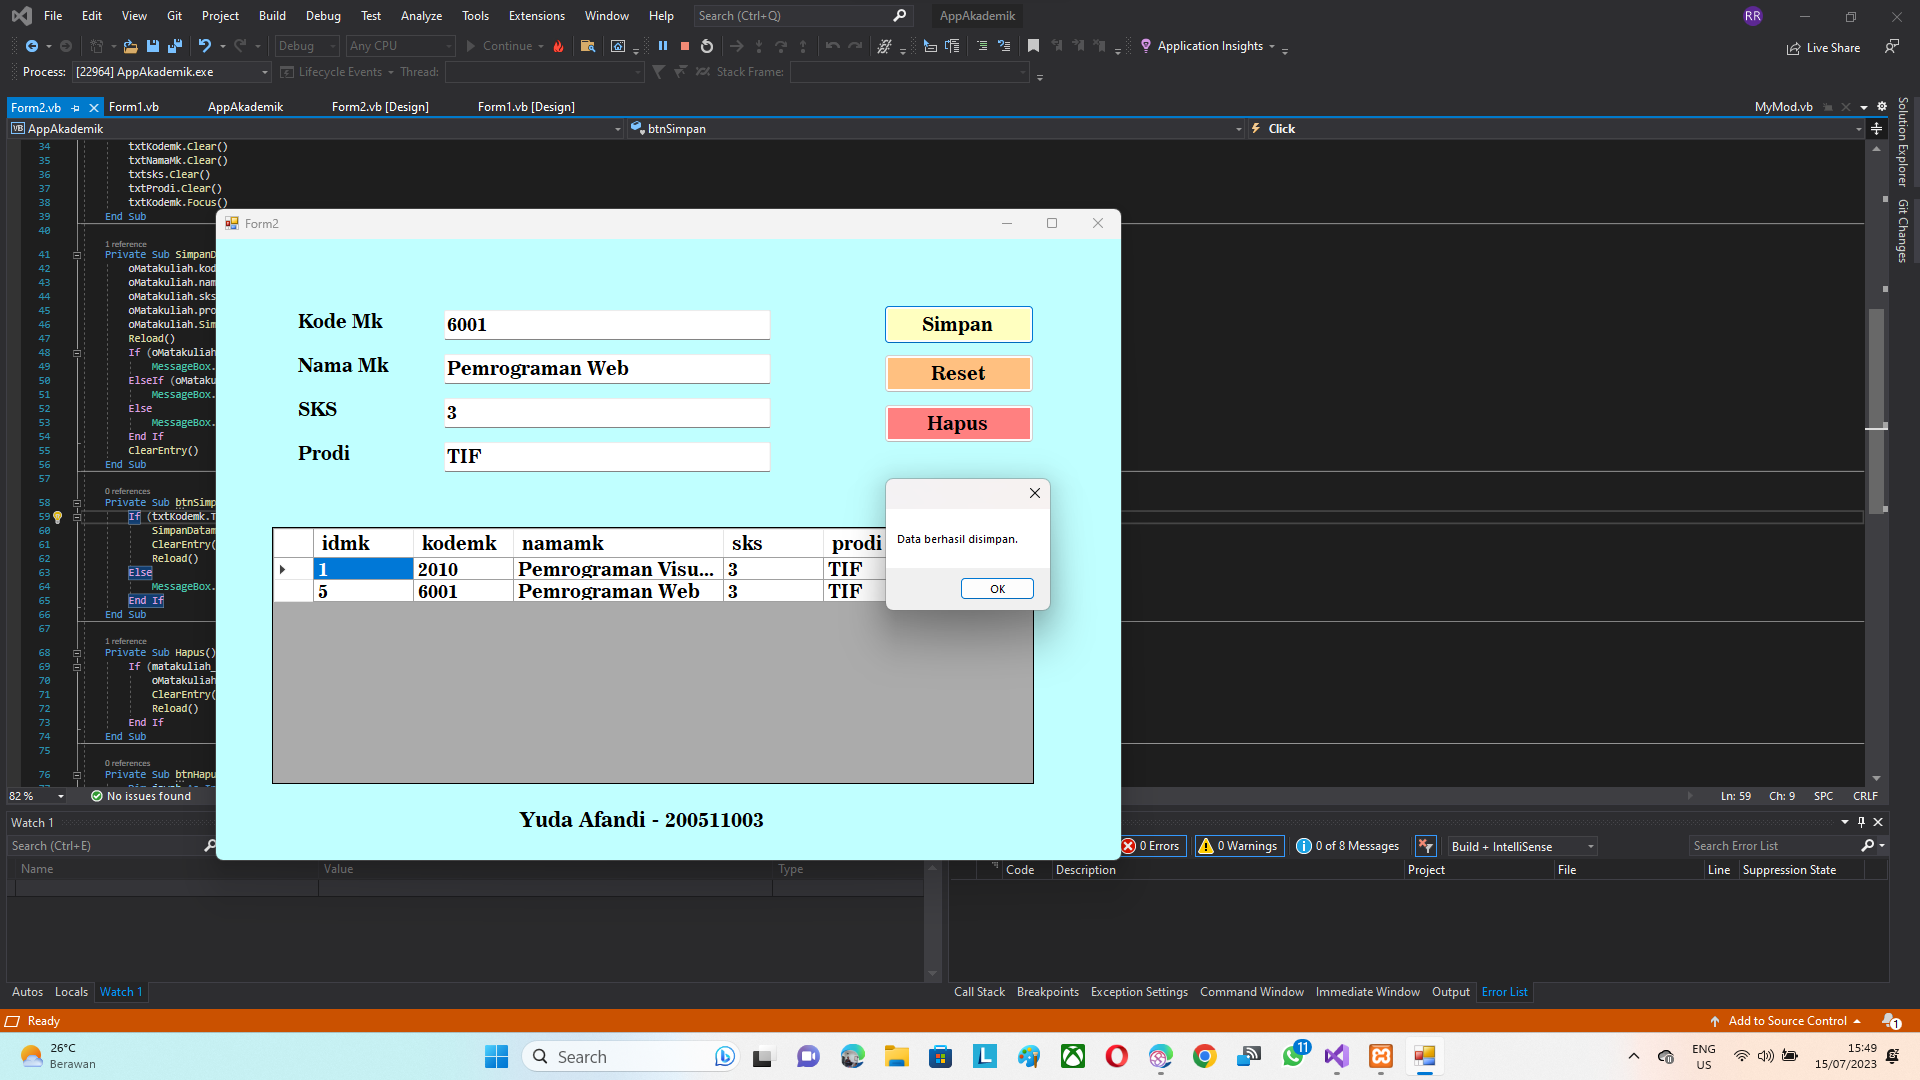 File Edit View Git Project Build Debug Test Analyze Tools Extensions Window Help Search (Ctrl+Q) AppAkademik RR
Debug Any CPU Continue Application Insights Live Share
Process: [22964] AppAkademik.exe Lifecycle Events Thread: Stack Frame:
Form2.vb Form1.vb AppAkademik Form2.vb [Design] Form1.vb [Design] MyMod.vb
VB AppAkademik btnSimpan Click
Solution Explorer
Git Changes
34 txtKodemk.Clear()
35 txtNamaMk.Clear()
36 txtsks.Clear()
37 txtProdi.Clear()
38 txtKodemk.Focus()
39 End Sub
40
1 reference
41 Private Sub SimpanD
42 oMatakuliah.kod
43 oMatakuliah.nam
44 oMatakuliah.sks
45 oMatakuliah.pro
46 oMatakuliah.Sim
47 Reload()
48 If (oMatakuliah
49 MessageBox.
50 ElseIf (oMataku
51 MessageBox.
52 Else
53 MessageBox.
54 End If
55 ClearEntry()
56 End Sub
57
0 references
58 Private Sub btnSimp
59 If (txtKodemk.T
60 SimpanDatam
61 ClearEntry(
62 Reload()
63 Else
64 MessageBox.
65 End If
66 End Sub
67
1 reference
68 Private Sub Hapus()
69 If (matakuliah_
70 oMatakuliah
71 ClearEntry(
72 Reload()
73 End If
74 End Sub
75
0 references
76 Private Sub btnHapu
82 % No issues found Ln: 59 Ch: 9 SPC CRLF
Form2
Kode Mk 6001 Simpan
Nama Mk Pemrograman Web Reset
SKS 3 Hapus
Prodi TIF
idmk kodemk namamk sks prodi
1 2010 Pemrograman Visu... 3 TIF
5 6001 Pemrograman Web 3 TIF
Data berhasil disimpan.
OK
Yuda Afandi - 200511003
Watch 1
Search (Ctrl+E)
Name Value Type
0 Errors 0 Warnings 0 of 8 Messages Build + IntelliSense Search Error List
Code Description Project File Line Suppression State
Autos Locals Watch 1
Call Stack Breakpoints Exception Settings Command Window Immediate Window Output Error List
Ready Add to Source Control 1
26°C
Berawan
Search
L
11
ENG
US
15:49
15/07/2023